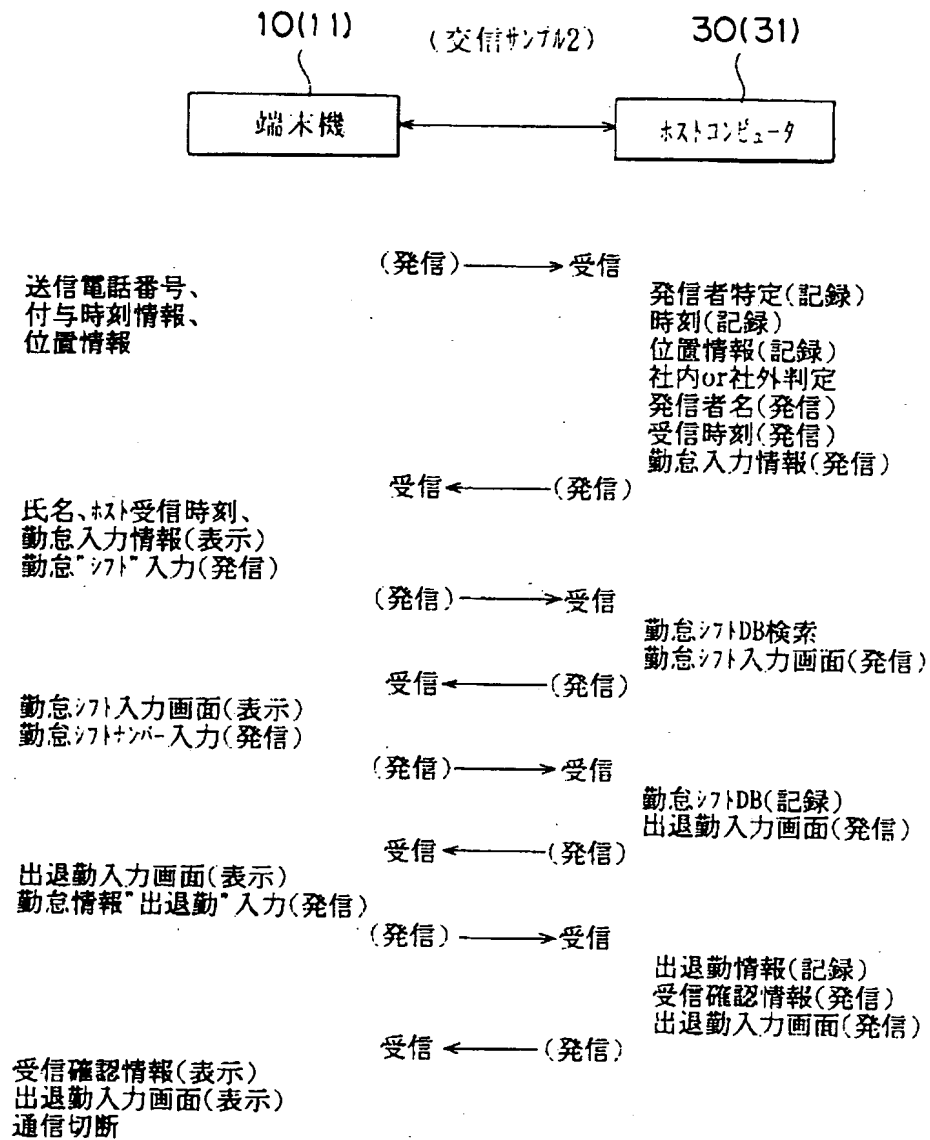 10(11)
(交信サンプル2)
30(31)
端末機
ホストコンピュータ
(発信)
受信
送信電話番号、
付与時刻情報、
位置情報
発信者特定(記録)
時刻(記録)
位置情報(記録)
社内or社外判定
発信者名(発信)
受信時刻(発信)
勤怠入力情報(発信)
受信
(発信)
氏名、ホスト受信時刻、
勤怠入力情報(表示)
勤怠"シフト"入力(発信)
(発信)
受信
勤怠シフトDB検索
勤怠シフト入力画面(発信)
受信
(発信)
勤怠シフト入力画面(表示)
勤怠シフトナンバー入力(発信)
(発信)
受信
勤怠シフトDB(記録)
出退勤入力画面(発信)
受信
(発信)
出退勤入力画面(表示)
勤怠情報"出退勤"入力(発信)
(発信)
受信
出退勤情報(記録)
受信確認情報(発信)
出退勤入力画面(発信)
受信
(発信)
受信確認情報(表示)
出退勤入力画面(表示)
通信切断